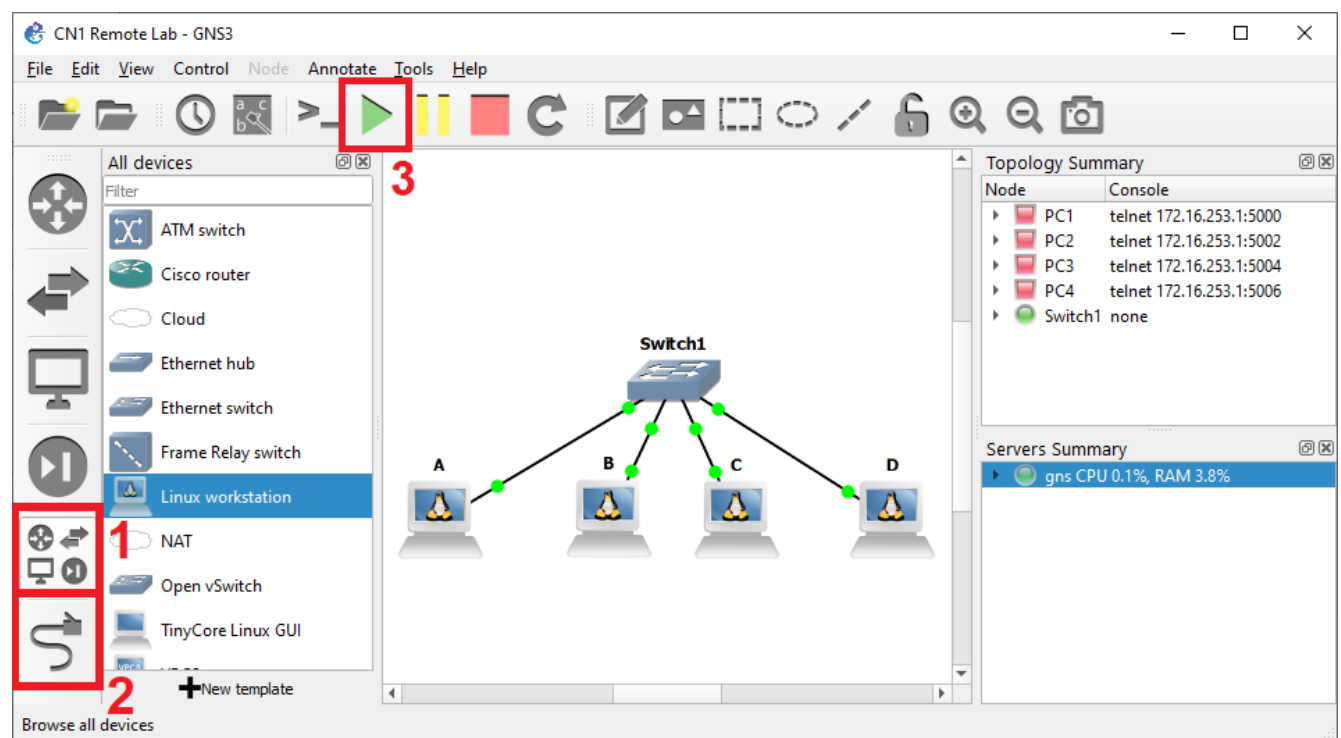 CN1 Remote Lab - GNS3
File Edit View Control Node Annotate Tools Help
3
All devices
Filter
ATM switch
Cisco router
Cloud
Ethernet hub
Ethernet switch
Frame Relay switch
Linux workstation
NAT
Open vSwitch
TinyCore Linux GUI
New template
1
2
Switch1
A
B
C
D
Topology Summary
Node Console
PC1 telnet 172.16.253.1:5000
PC2 telnet 172.16.253.1:5002
PC3 telnet 172.16.253.1:5004
PC4 telnet 172.16.253.1:5006
Switch1 none
Servers Summary
gns CPU 0.1%, RAM 3.8%
Browse all devices